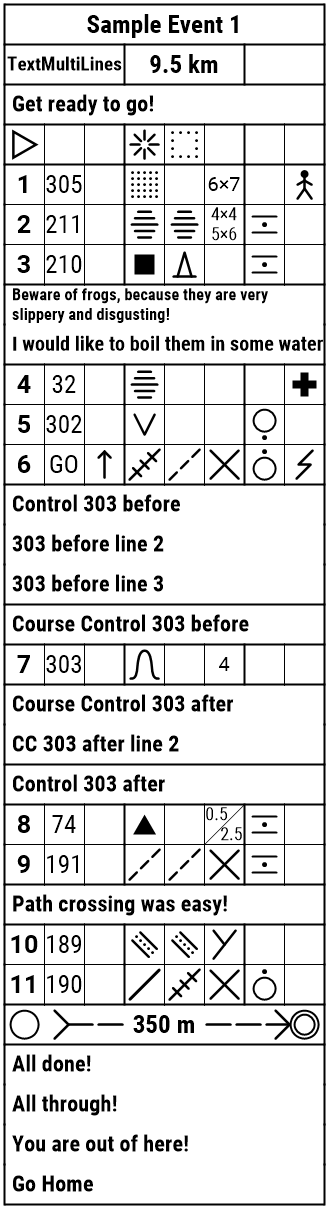 Sample Event 1
TextMultiLines 9.5 km
Get ready to go!
1 305 6×7
2 211 4×4
5×6
3 210
Beware of frogs, because they are very
slippery and disgusting!
I would like to boil them in some water
4 32
5 302
6 GO
Control 303 before
303 before line 2
303 before line 3
Course Control 303 before
7 303 4
Course Control 303 after
CC 303 after line 2
Control 303 after
8 74 0.5/2.5
9 191
Path crossing was easy!
10 189
11 190
350 m
All done!
All through!
You are out of here!
Go Home